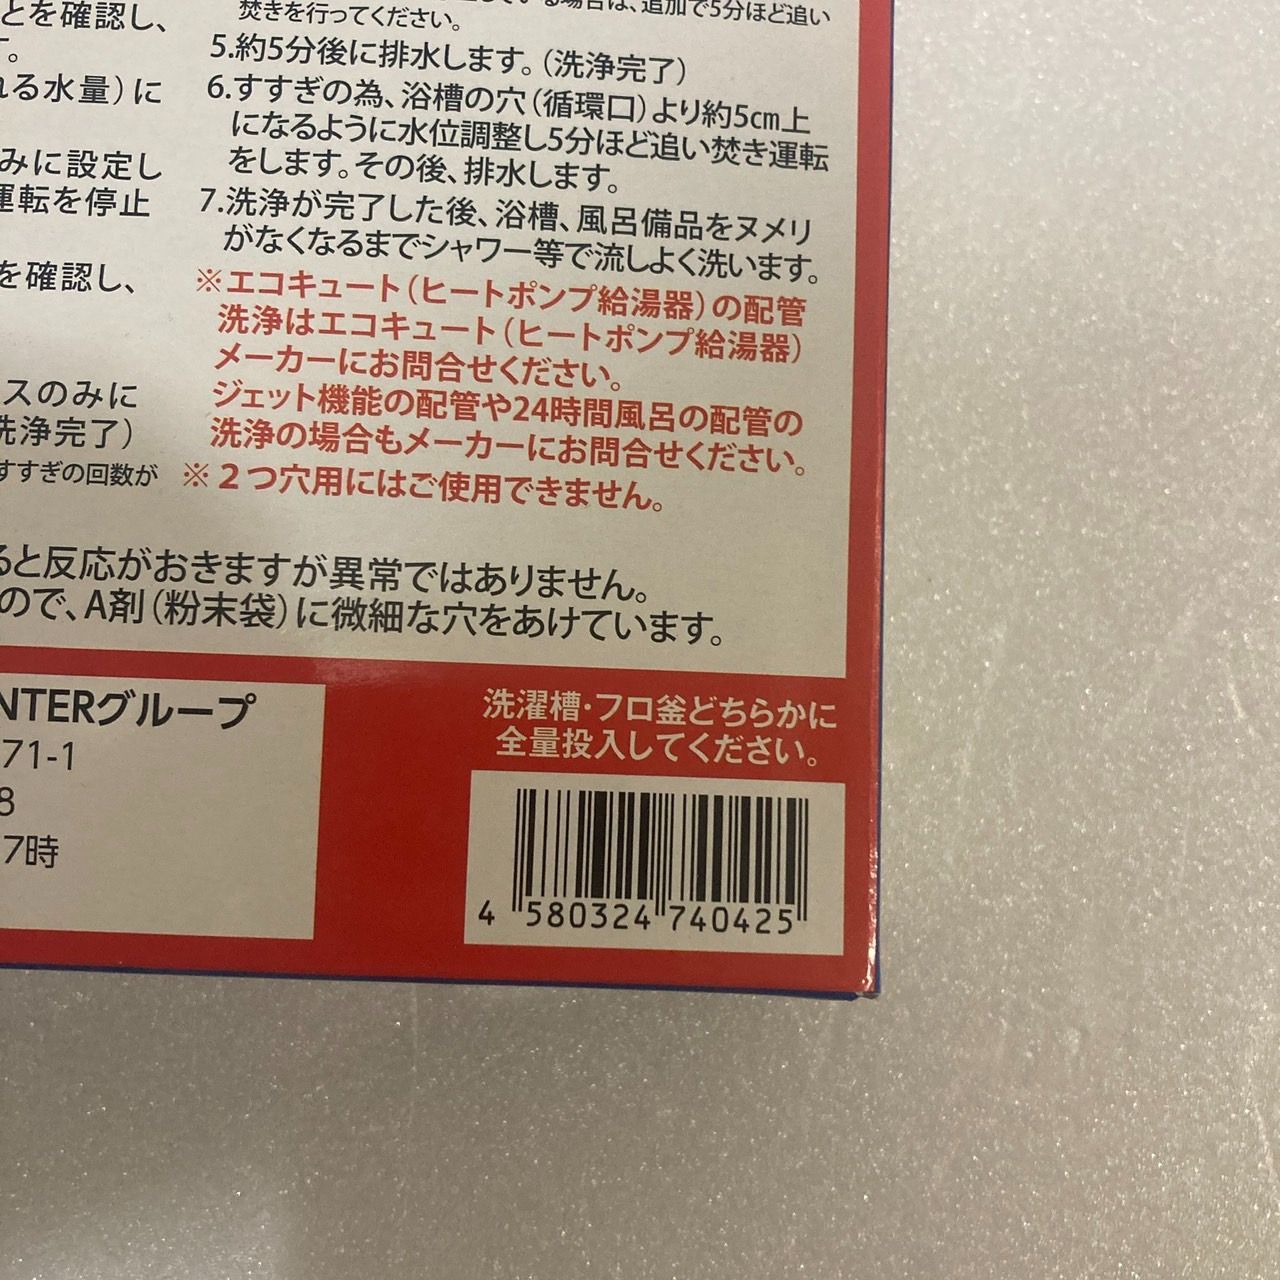 とを確認し、
す。
れる水量）に
みに設定し
運転を停止
を確認し、
スのみに
洗浄完了）
すすぎの回数が
場合は、追加で5分ほど追い
焚きを行ってください。
5.約5分後に排水します。（洗浄完了）
6.すすぎの為、浴槽の穴（循環口）より約5㎝上
になるように水位調整し5分ほど追い焚き運転
をします。その後、排水します。
7.洗浄が完了した後、浴槽、風呂備品をヌメリ
がなくなるまでシャワー等で流しよく洗います。
※エコキュート（ヒートポンプ給湯器）の配管
洗浄はエコキュート（ヒートポンプ給湯器）
メーカーにお問合せください。
ジェット機能の配管や24時間風呂の配管の
洗浄の場合もメーカーにお問合せください。
※２つ穴用にはご使用できません。
ると反応がおきますが異常ではありません。
ので、A剤（粉末袋）に微細な穴をあけています。
NTERグループ
71-1
8
7時
洗濯槽・フロ釜どちらかに
全量投入してください。
4 580324 740425